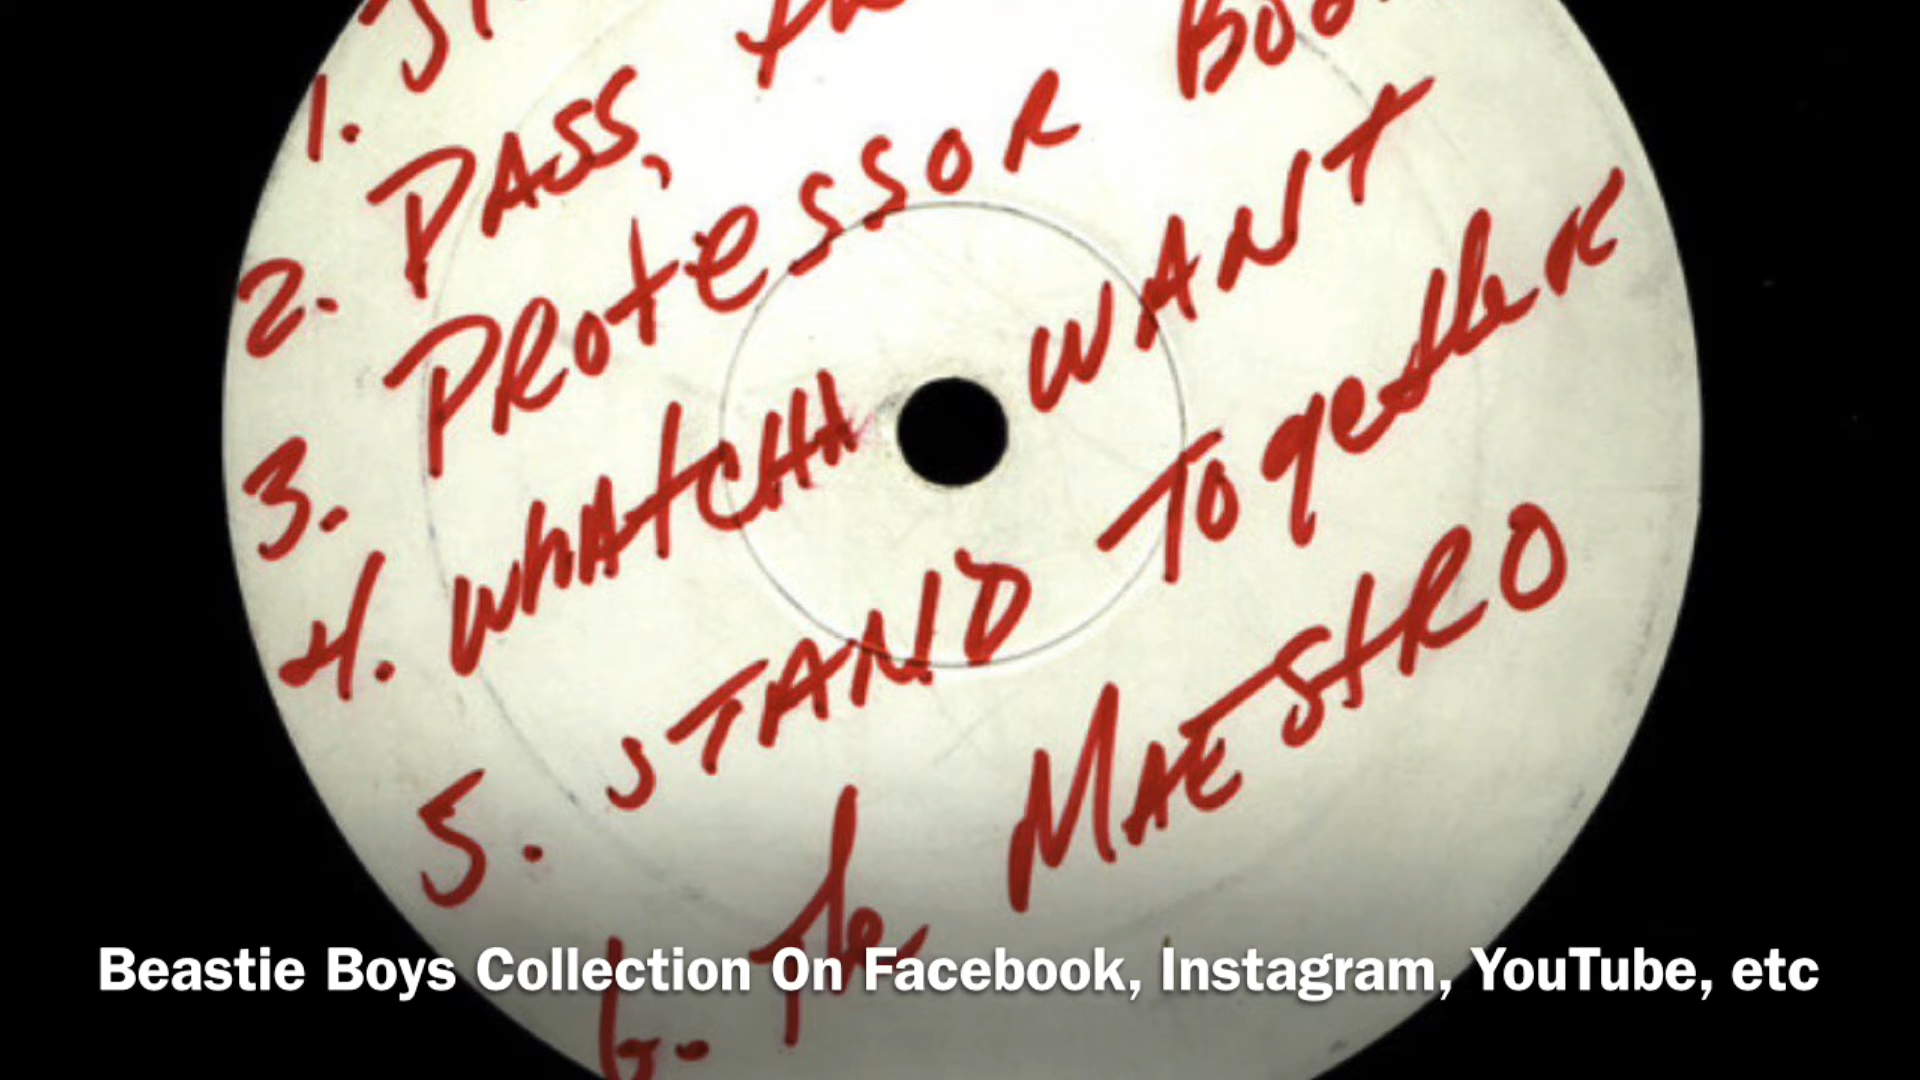 1.
2. PASS,
3. PROfeSSOR
4. WhAtCHA WANT
5. STAND Together
6. the MAEStRO
Beastie Boys Collection On Facebook, Instagram, YouTube, etc